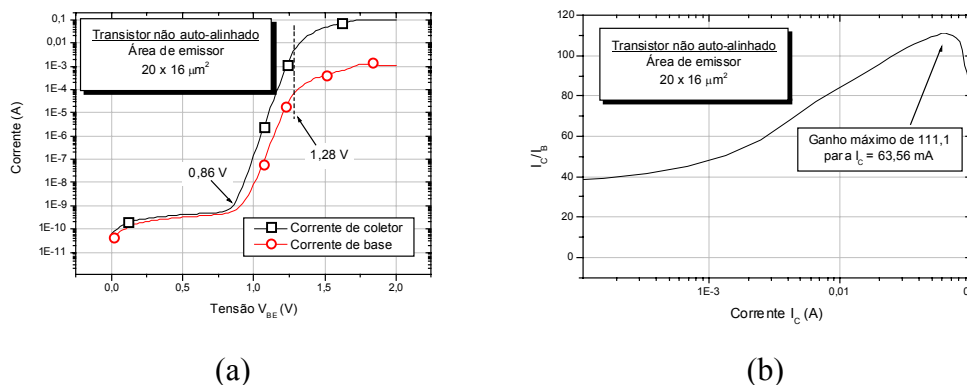 (a)
Transistor não auto-alinhado
Área de emissor
20 x 16 μm²
Corrente (A)
0,1
0,01
1E-3
1E-4
1E-5
1E-6
1E-7
1E-8
1E-9
1E-10
1E-11
0,86 V
1,28 V
Corrente de coletor
Corrente de base
0,0
0,5
1,0
1,5
2,0
Tensão V_BE (V)
(b)
Transistor não auto-alinhado
Área de emissor
20 x 16 μm²
I_C/I_B
120
100
80
60
40
20
0
Ganho máximo de 111,1
para I_C = 63,56 mA
1E-3
0,01
Corrente I_C (A)
(a)
(b)